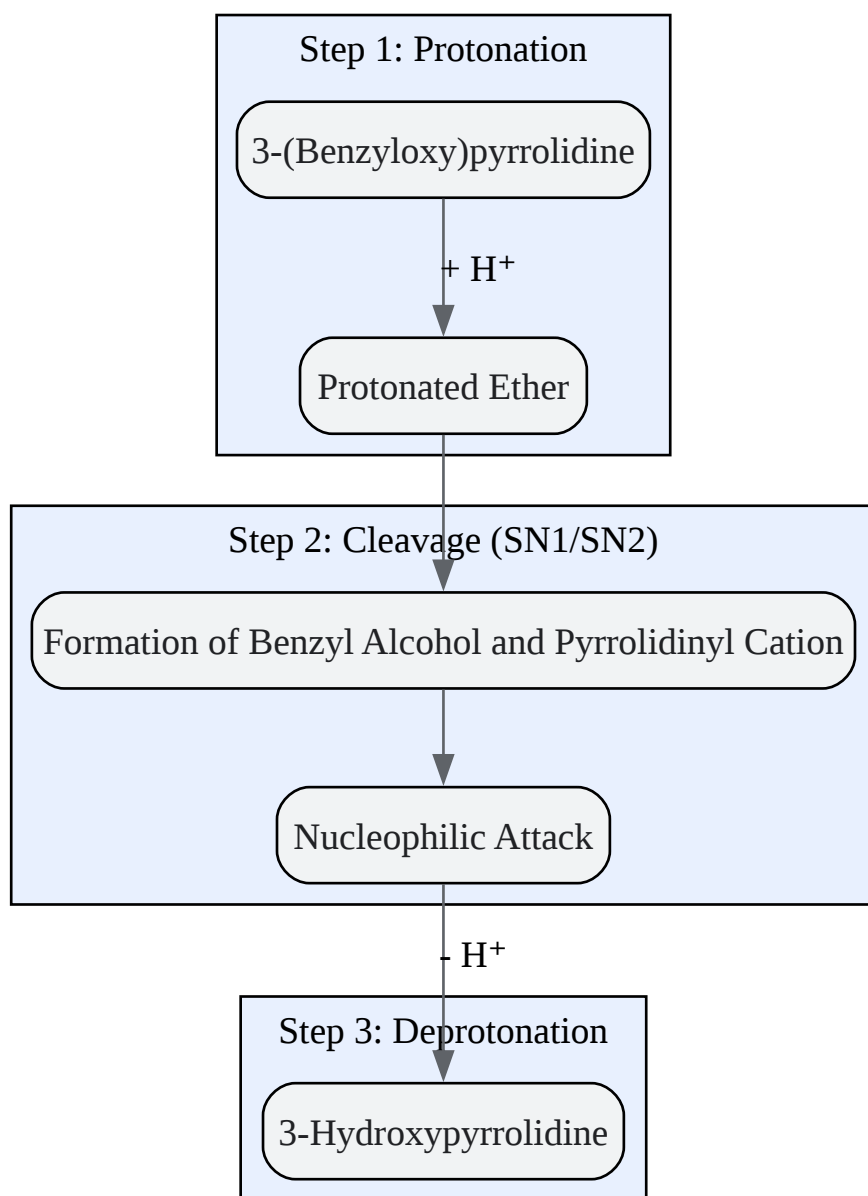 Step 1: Protonation
3-(Benzyloxy)pyrrolidine
+ H⁺
Protonated Ether
Step 2: Cleavage (SN1/SN2)
Formation of Benzyl Alcohol and Pyrrolidinyl Cation
Nucleophilic Attack
- H⁺
Step 3: Deprotonation
3-Hydroxypyrrolidine